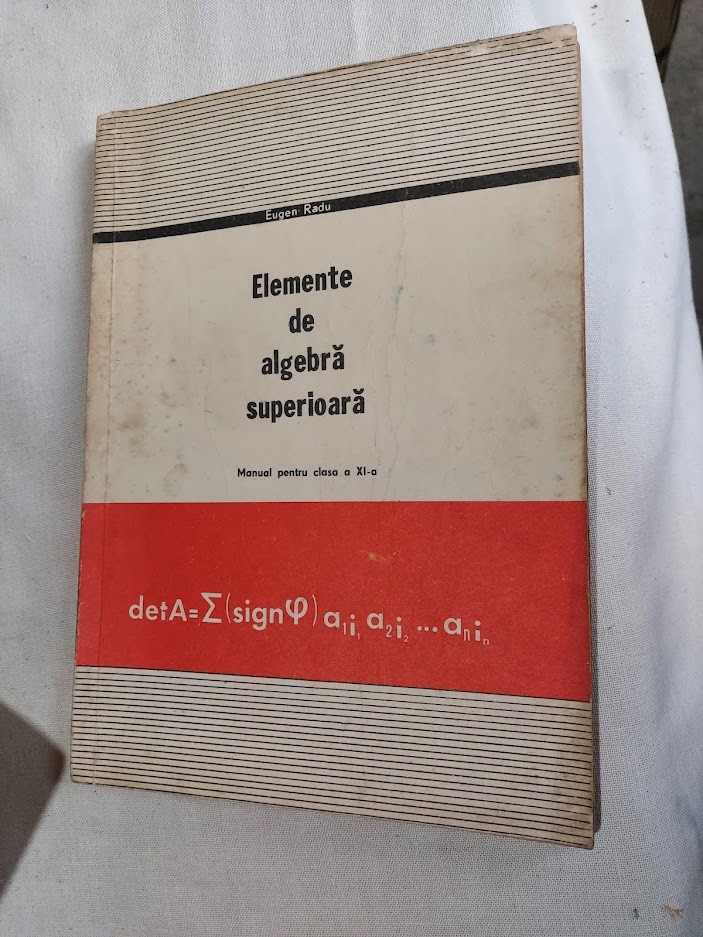 Eugen Radu
Elemente
de
algebră
superioară
Manual pentru clasa a XI-a
detA=Σ(signφ)a₁ᵢ₁ a₂ᵢ₂ ... aₙᵢₙ